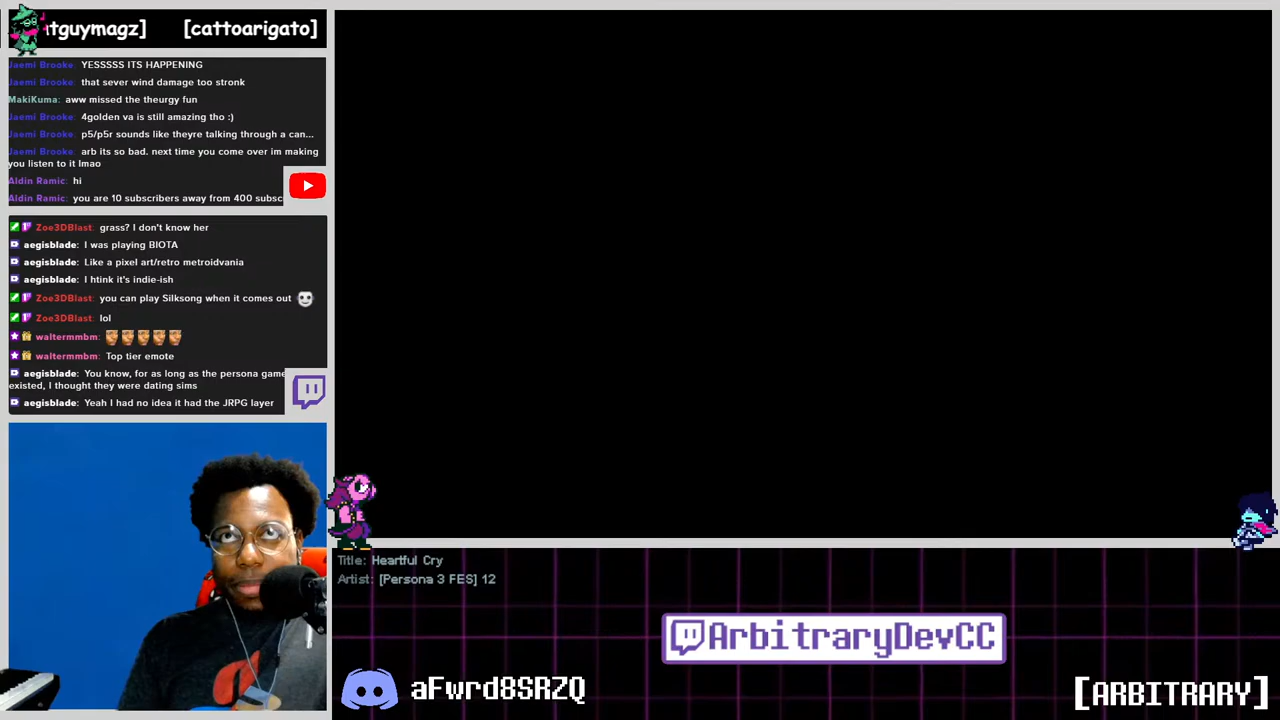 tguymagz] [cattoarigato]
Jaemi Brooke: YESSSSS ITS HAPPENING
Jaemi Brooke: that sever wind damage too stronk
MakiKuma: aww missed the theurgy fun
Jaemi Brooke: 4golden va is still amazing tho :)
Jaemi Brooke: p5/p5r sounds like theyre talking through a can...
Jaemi Brooke: arb its so bad. next time you come over im making
you listen to it lmao
Aldin Ramic: hi
Aldin Ramic: you are 10 subscribers away from 400 subsc
Zoe3DBlast: grass? I don't know her
aegisblade: I was playing BIOTA
aegisblade: Like a pixel art/retro metroidvania
aegisblade: I htink it's indie-ish
Zoe3DBlast: you can play Silksong when it comes out
Zoe3DBlast: lol
waltermmbm:
waltermmbm: Top tier emote
aegisblade: You know, for as long as the persona game
existed, I thought they were dating sims
aegisblade: Yeah I had no idea it had the JRPG layer
Title: Heartful Cry
Artist: [Persona 3 FES] 12
ArbitraryDevCC
aFwrd8SRZQ
[ARBITRARY]